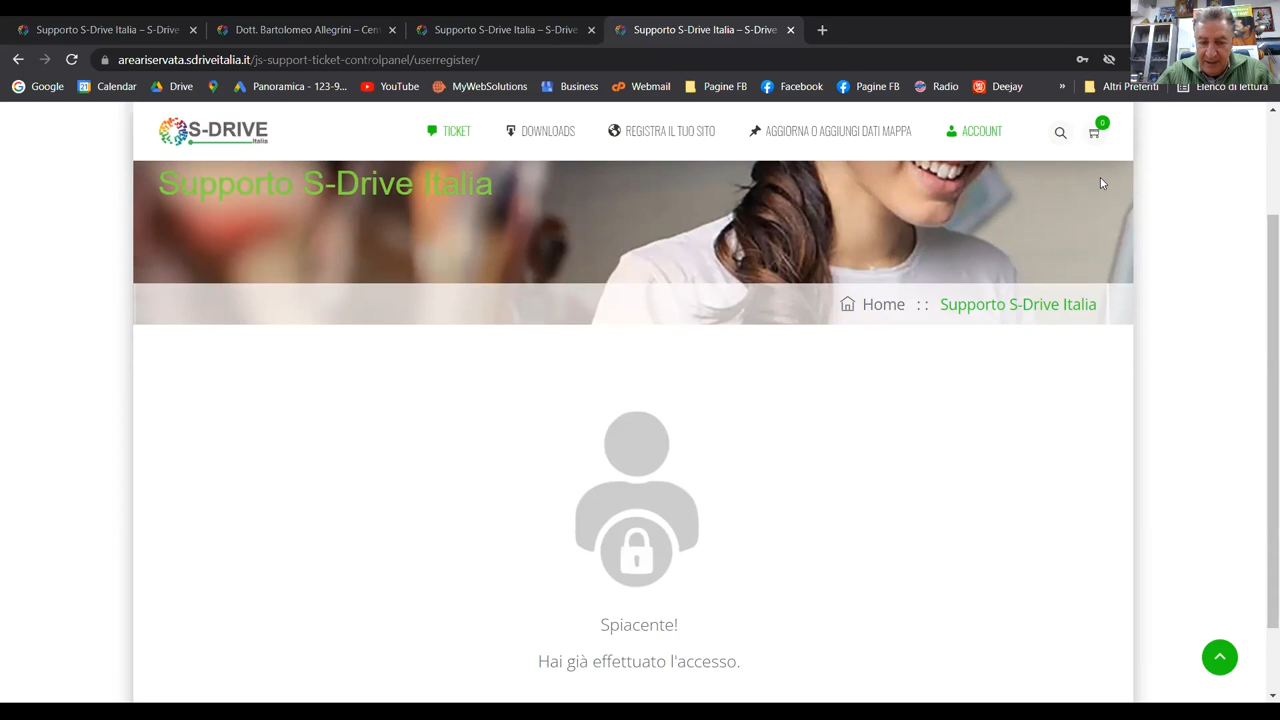 Supporto S-Drive Italia – S-Drive
Dott. Bartolomeo Allegrini – Cen
Supporto S-Drive Italia – S-Drive
Supporto S-Drive Italia – S-Drive
areariservata.sdriveitalia.it/js-support-ticket-controlpanel/userregister/
Google Calendar Drive Panoramica - 123-9... YouTube MyWebSolutions Business Webmail Pagine FB Facebook Pagine FB Radio Deejay » Altri Preferiti Elenco di lettura
S-DRIVE
Italia
TICKET DOWNLOADS REGISTRA IL TUO SITO AGGIORNA O AGGIUNGI DATI MAPPA ACCOUNT 0
Supporto S-Drive Italia
Home :: Supporto S-Drive Italia
Spiacente!
Hai già effettuato l'accesso.